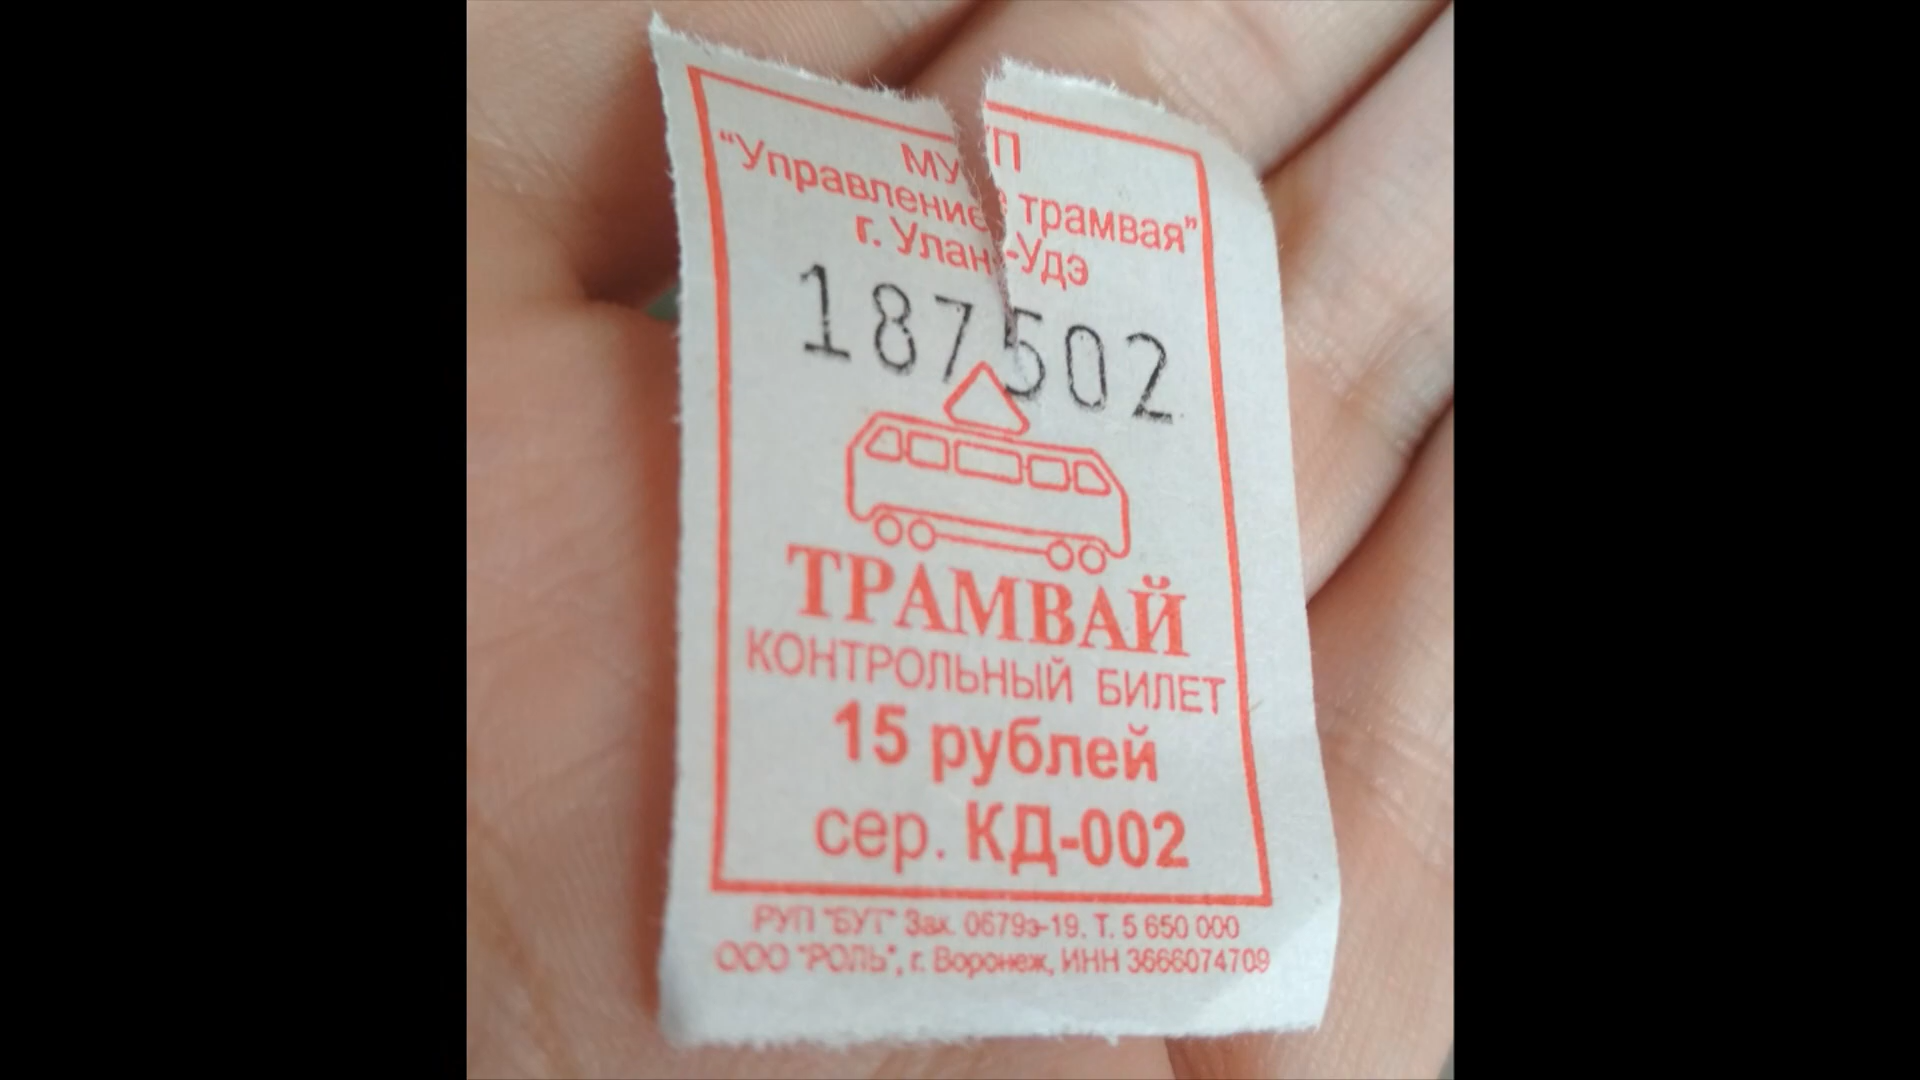 МУП
“Управление трамвая”
г. Улан-Удэ
187502
ТРАМВАЙ
КОНТРОЛЬНЫЙ БИЛЕТ
15 рублей
сер. КД-002
РУП "БУТ" Зак. 0679э-19. Т. 5 650 000
ООО "РОЛЬ", г. Воронеж, ИНН 3666074709